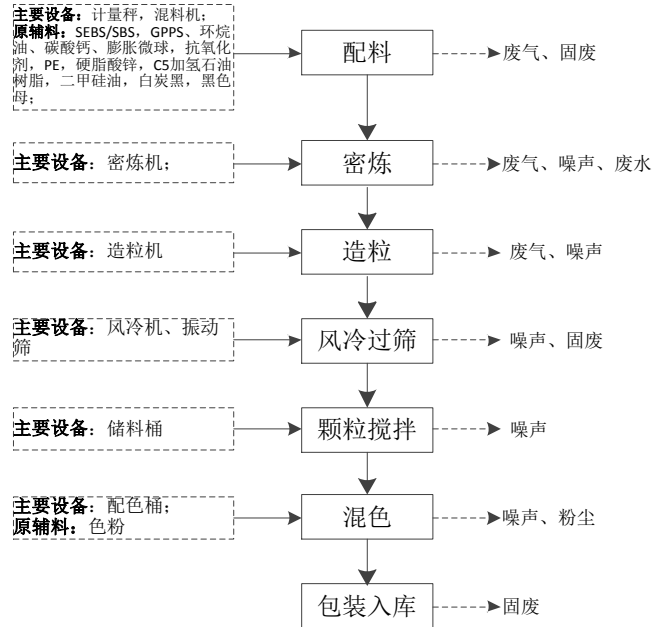 主要设备：计量秤，混料机；
原辅料：SEBS/SBS，GPPS、环烷
油、碳酸钙、膨胀微球，抗氧化
剂，PE，硬脂酸锌，C5加氢石油
树脂，二甲硅油，白炭黑，黑色
母；
配料
废气、固废
主要设备：密炼机；
密炼
废气、噪声、废水
主要设备：造粒机
造粒
废气、噪声
主要设备：风冷机、振动
筛
风冷过筛
噪声、固废
主要设备：储料桶
颗粒搅拌
噪声
主要设备：配色桶；
原辅料：色粉
混色
噪声、粉尘
包装入库
固废